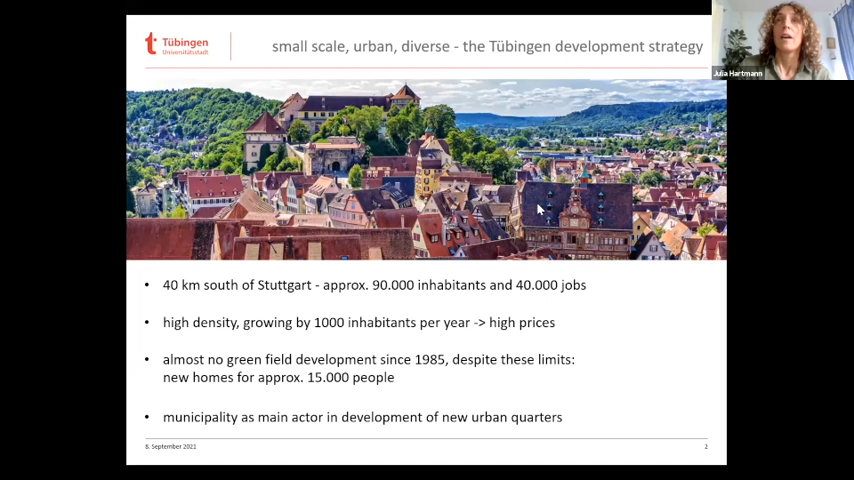 Tübingen
Universitätsstadt
small scale, urban, diverse - the Tübingen development strategy
Julia Hartmann
• 40 km south of Stuttgart - approx. 90.000 inhabitants and 40.000 jobs
• high density, growing by 1000 inhabitants per year -> high prices
• almost no green field development since 1985, despite these limits:
new homes for approx. 15.000 people
• municipality as main actor in development of new urban quarters
8. September 2021
2